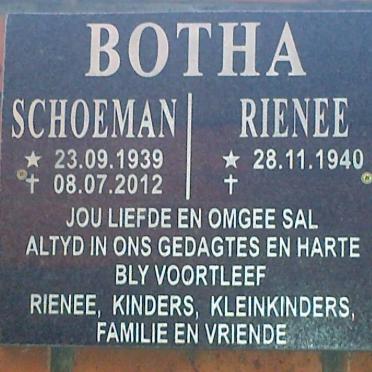 BOTHA
SCHOEMAN RIENEE
★ 23.09.1939 ★ 28.11.1940
✝ 08.07.2012 ✝
JOU LIEFDE EN OMGEE SAL
ALTYD IN ONS GEDAGTES EN HARTE
BLY VOORTLEEF
RIENEE, KINDERS, KLEINKINDERS,
FAMILIE EN VRIENDE